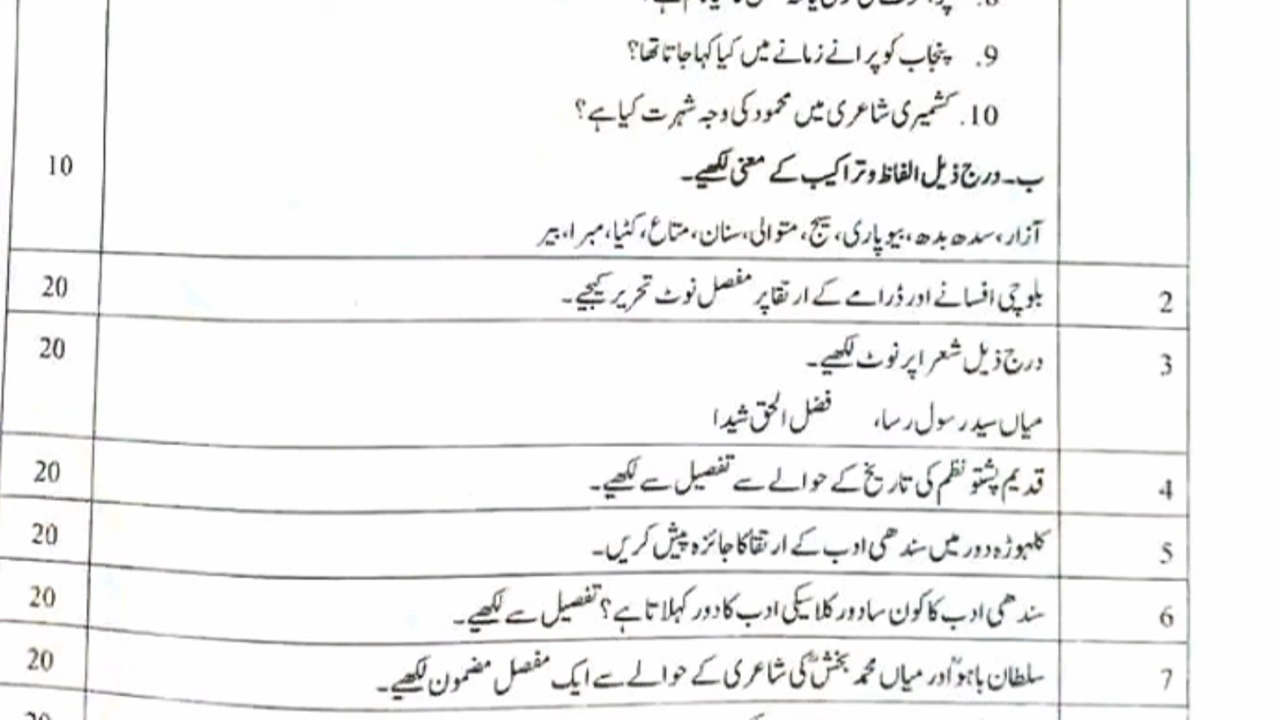 9. پنجاب کو پرانے زمانے میں کیا کہا جاتا تھا؟
10. کشمیری شاعری میں محمود کی وجہ شہرت کیا ہے؟
ب۔ درج ذیل الفاظ و تراکیب کے معنی لکھیے۔ 10
آزار، سدھ بدھ، بیوپاری، سیج، متوالی، سنان، متاع، کٹیا، مبرا، بیر
2 بلوچی افسانے اور ڈرامے کے ارتقا پر مفصل نوٹ تحریر کیجیے۔ 20
3 درج ذیل شعرا پر نوٹ لکھیے۔ 20
میاں سید رسول رسا، فضل الحق شیدا
4 قدیم پشتو نظم کی تاریخ کے حوالے سے تفصیل سے لکھیے۔ 20
5 کلہوڑہ دور میں سندھی ادب کے ارتقا کا جائزہ پیش کریں۔ 20
6 سندھی ادب کا کون سا دور کلاسیکی ادب کا دور کہلاتا ہے؟ تفصیل سے لکھیے۔ 20
7 سلطان باہوؒ اور میاں محمد بخشؒ کی شاعری کے حوالے سے ایک مفصل مضمون لکھیے۔ 20